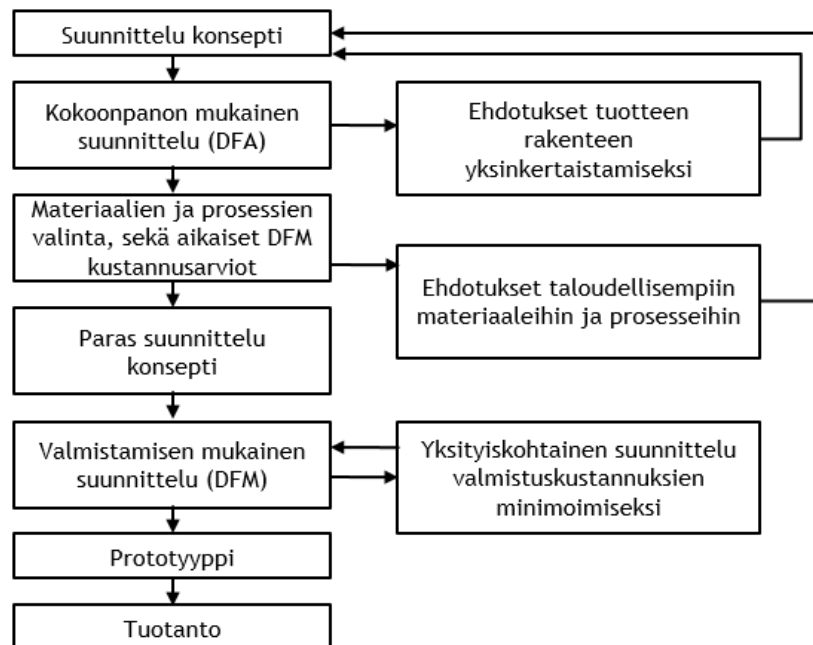 Suunnittelu konsepti
Kokoonpanon mukainen
suunnittelu (DFA)
Ehdotukset tuotteen
rakenteen
yksinkertaistamiseksi
Materiaalien ja prosessien
valinta, sekä aikaiset DFM
kustannusarviot
Ehdotukset taloudellisempiin
materiaaleihin ja prosesseihin
Paras suunnittelu
konsepti
Valmistamisen mukainen
suunnittelu (DFM)
Yksityiskohtainen suunnittelu
valmistuskustannuksien
minimoimiseksi
Prototyyppi
Tuotanto